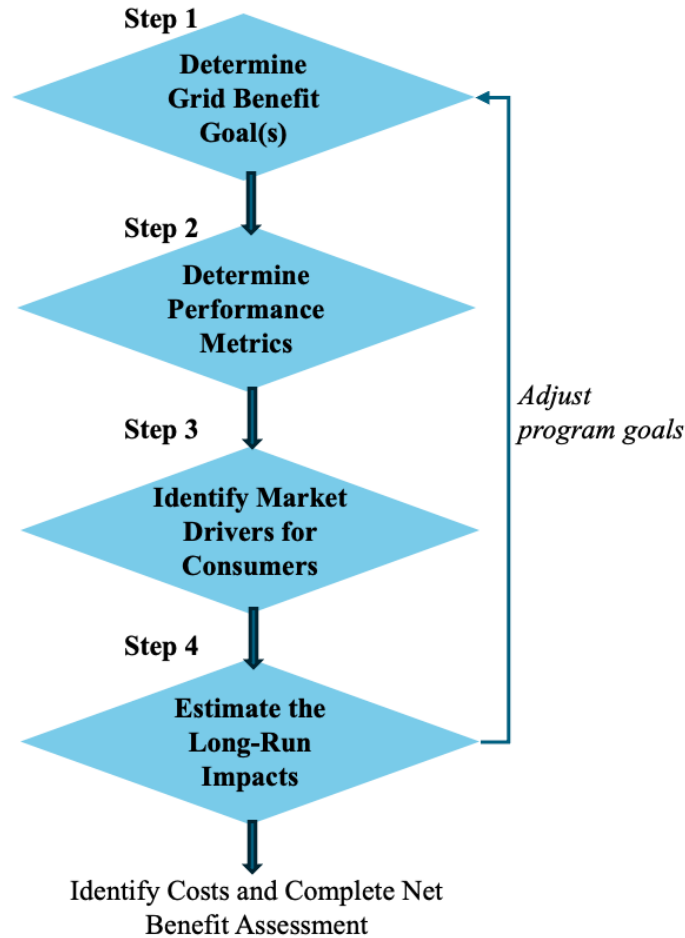 Step 1
Determine
Grid Benefit
Goal(s)
Step 2
Determine
Performance
Metrics
Adjust
program goals
Step 3
Identify Market
Drivers for
Consumers
Step 4
Estimate the
Long-Run
Impacts
Identify Costs and Complete Net
Benefit Assessment